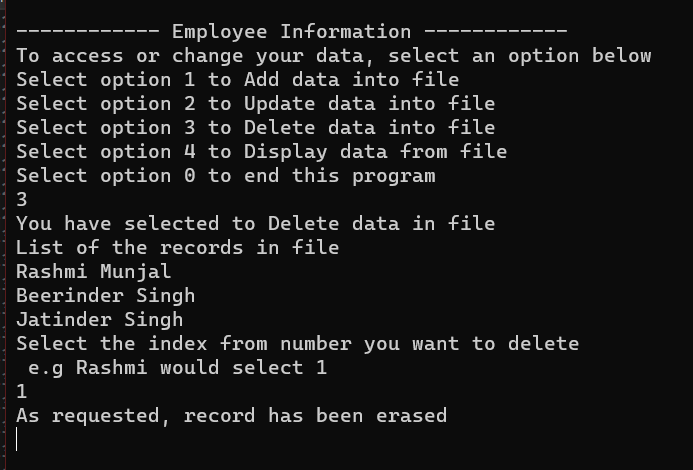 ------------ Employee Information ------------
To access or change your data, select an option below
Select option 1 to Add data into file
Select option 2 to Update data into file
Select option 3 to Delete data into file
Select option 4 to Display data from file
Select option 0 to end this program
3
You have selected to Delete data in file
List of the records in file
Rashmi Munjal
Beerinder Singh
Jatinder Singh
Select the index from number you want to delete
 e.g Rashmi would select 1
1
As requested, record has been erased